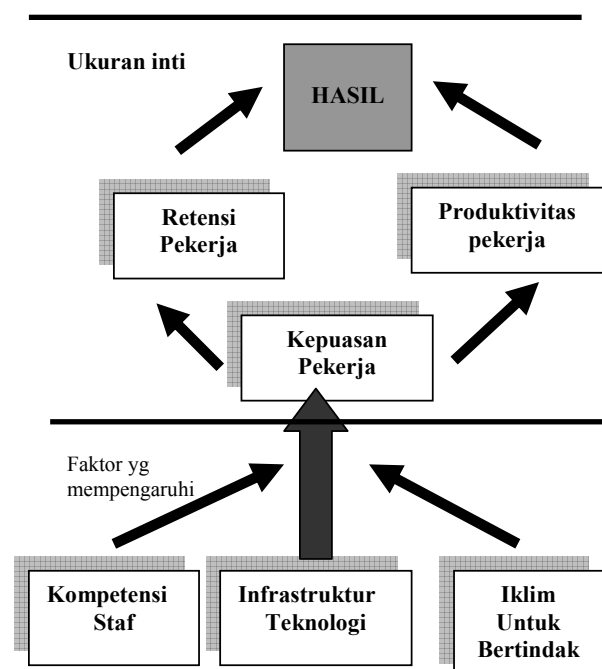 Ukuran inti
HASIL
Retensi
Pekerja
Produktivitas
pekerja
Kepuasan
Pekerja
Faktor yg
mempengaruhi
Kompetensi
Staf
Infrastruktur
Teknologi
Iklim
Untuk
Bertindak